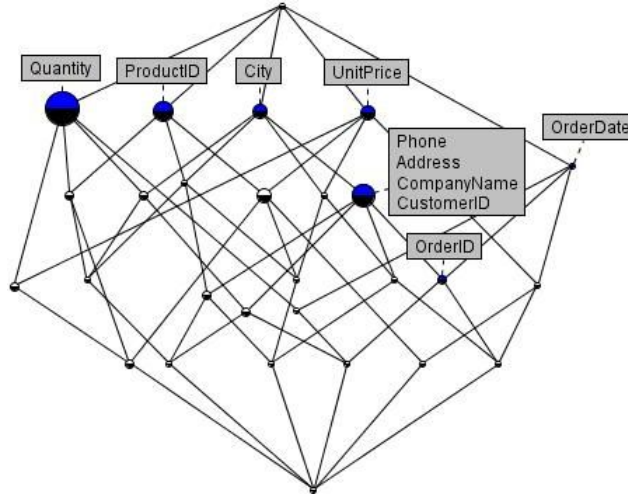 Quantity
ProductID
City
UnitPrice
OrderDate
Phone
Address
CompanyName
CustomerID
OrderID